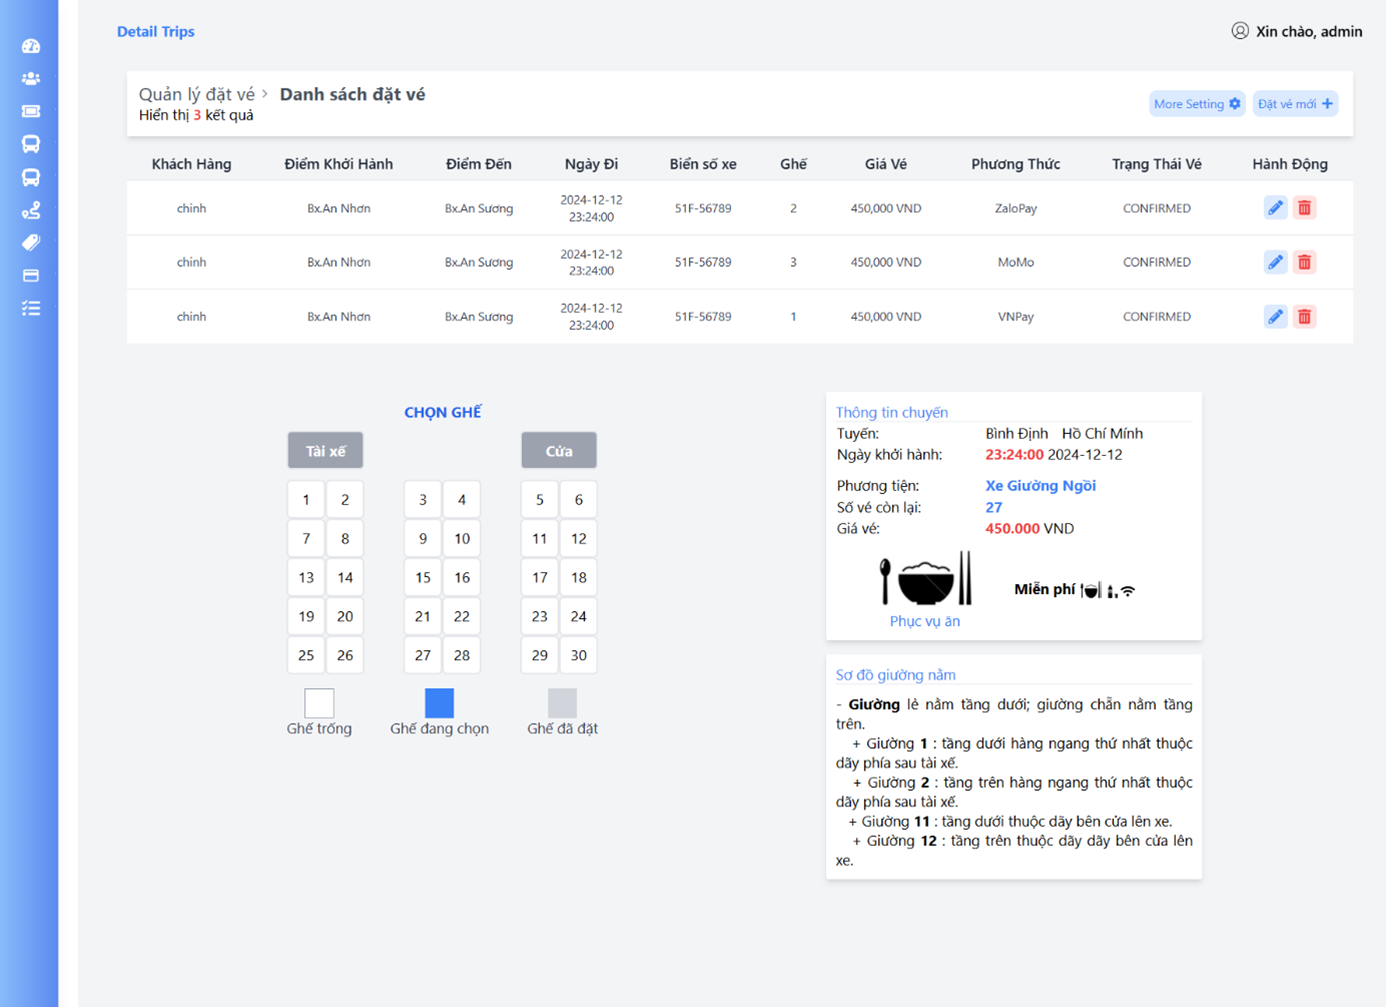 Detail Trips
Xin chào, admin
Quản lý đặt vé > Danh sách đặt vé
Hiển thị 3 kết quả
More Setting
Đặt vé mới +
Khách Hàng Điểm Khởi Hành Điểm Đến Ngày Đi Biển số xe Ghế Giá Vé Phương Thức Trạng Thái Vé Hành Động
chinh Bx.An Nhơn Bx.An Sương 2024-12-12 23:24:00 51F-56789 2 450,000 VND ZaloPay CONFIRMED
chinh Bx.An Nhơn Bx.An Sương 2024-12-12 23:24:00 51F-56789 3 450,000 VND MoMo CONFIRMED
chinh Bx.An Nhơn Bx.An Sương 2024-12-12 23:24:00 51F-56789 1 450,000 VND VNPay CONFIRMED
CHỌN GHẾ
Tài xế Cửa
1 2 3 4 5 6
7 8 9 10 11 12
13 14 15 16 17 18
19 20 21 22 23 24
25 26 27 28 29 30
Ghế trống Ghế đang chọn Ghế đã đặt
Thông tin chuyến
Tuyến: Bình Định Hồ Chí Minh
Ngày khởi hành: 23:24:00 2024-12-12
Phương tiện: Xe Giường Ngồi
Số vé còn lại: 27
Giá vé: 450.000 VND
Miễn phí
Phục vụ ăn
Sơ đồ giường nằm
- Giường lẻ nằm tầng dưới; giường chẵn nằm tầng
trên.
+ Giường 1 : tầng dưới hàng ngang thứ nhất thuộc
dãy phía sau tài xế.
+ Giường 2 : tầng trên hàng ngang thứ nhất thuộc
dãy phía sau tài xế.
+ Giường 11 : tầng dưới thuộc dãy bên cửa lên xe.
+ Giường 12 : tầng trên thuộc dãy dãy bên cửa lên
xe.